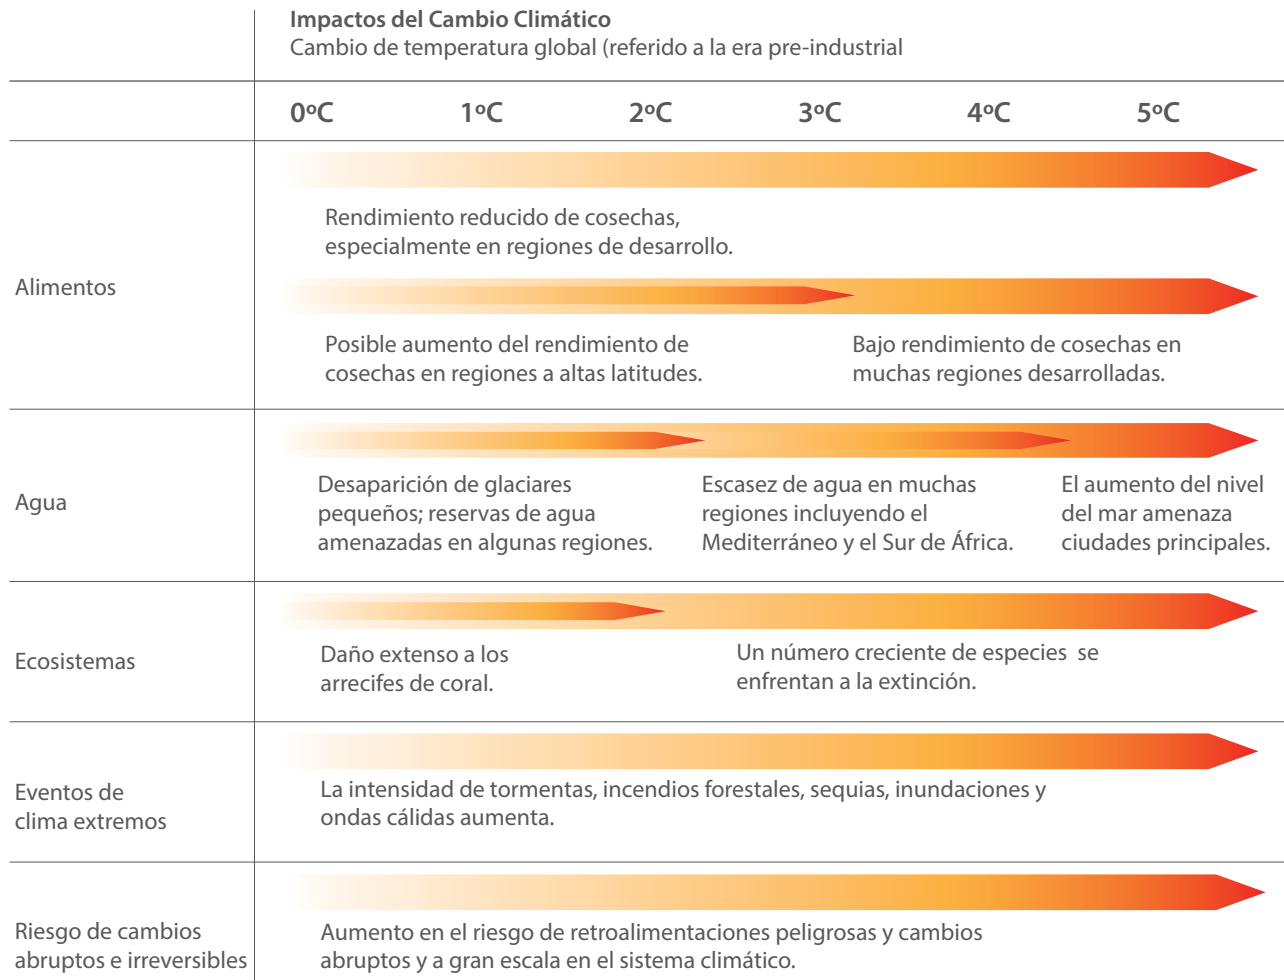 Impactos del Cambio Climático
Cambio de temperatura global (referido a la era pre-industrial
0ºC 1ºC 2ºC 3ºC 4ºC 5ºC
Alimentos
Rendimiento reducido de cosechas,
especialmente en regiones de desarrollo.
Posible aumento del rendimiento de
cosechas en regiones a altas latitudes.
Bajo rendimiento de cosechas en
muchas regiones desarrolladas.
Agua
Desaparición de glaciares
pequeños; reservas de agua
amenazadas en algunas regiones.
Escasez de agua en muchas
regiones incluyendo el
Mediterráneo y el Sur de África.
El aumento del nivel
del mar amenaza
ciudades principales.
Ecosistemas
Daño extenso a los
arrecifes de coral.
Un número creciente de especies se
enfrentan a la extinción.
Eventos de
clima extremos
La intensidad de tormentas, incendios forestales, sequias, inundaciones y
ondas cálidas aumenta.
Riesgo de cambios
abruptos e irreversibles
Aumento en el riesgo de retroalimentaciones peligrosas y cambios
abruptos y a gran escala en el sistema climático.